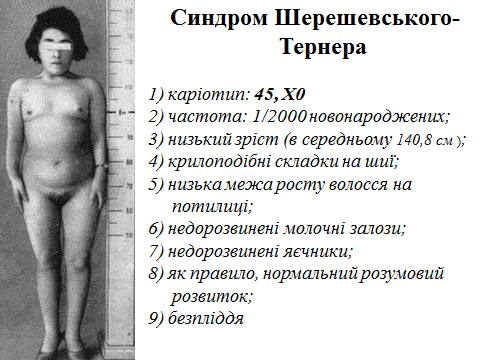 Синдром Шерешевського-
Тернера
1) каріотип: 45, X0
2) частота: 1/2000 новонароджених;
3) низький зріст (в середньому 140,8 см );
4) крилоподібні складки на шиї;
5) низька межа росту волосся на
потилиці;
6) недорозвинені молочні залози;
7) недорозвинені яєчники;
8) як правило, нормальний розумовий
розвиток;
9) безпліддя